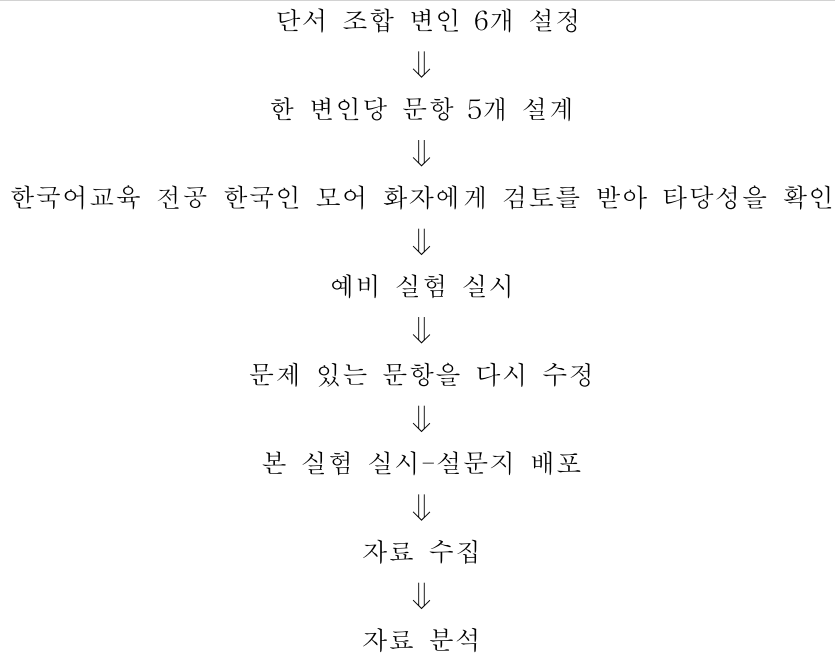 단서 조합 변인 6개 설정
⇓
한 변인당 문항 5개 설계
⇓
한국어교육 전공 한국인 모어 화자에게 검토를 받아 타당성을 확인
⇓
예비 실험 실시
⇓
문제 있는 문항을 다시 수정
⇓
본 실험 실시-설문지 배포
⇓
자료 수집
⇓
자료 분석